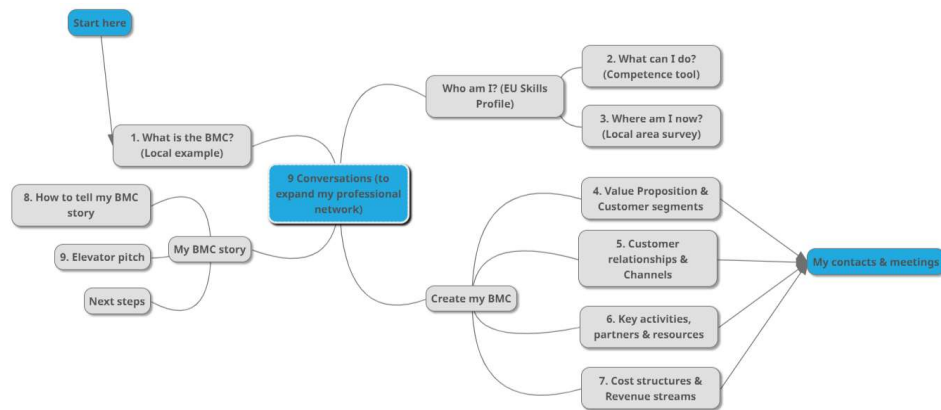 Start here
1. What is the BMC?
(Local example)
8. How to tell my BMC
story
9. Elevator pitch
My BMC story
Next steps
9 Conversations (to
expand my professional
network)
Who am I? (EU Skills
Profile)
2. What can I do?
(Competence tool)
3. Where am I now?
(Local area survey)
Create my BMC
4. Value Proposition &
Customer segments
5. Customer
relationships &
Channels
6. Key activities,
partners & resources
7. Cost structures &
Revenue streams
My contacts & meetings